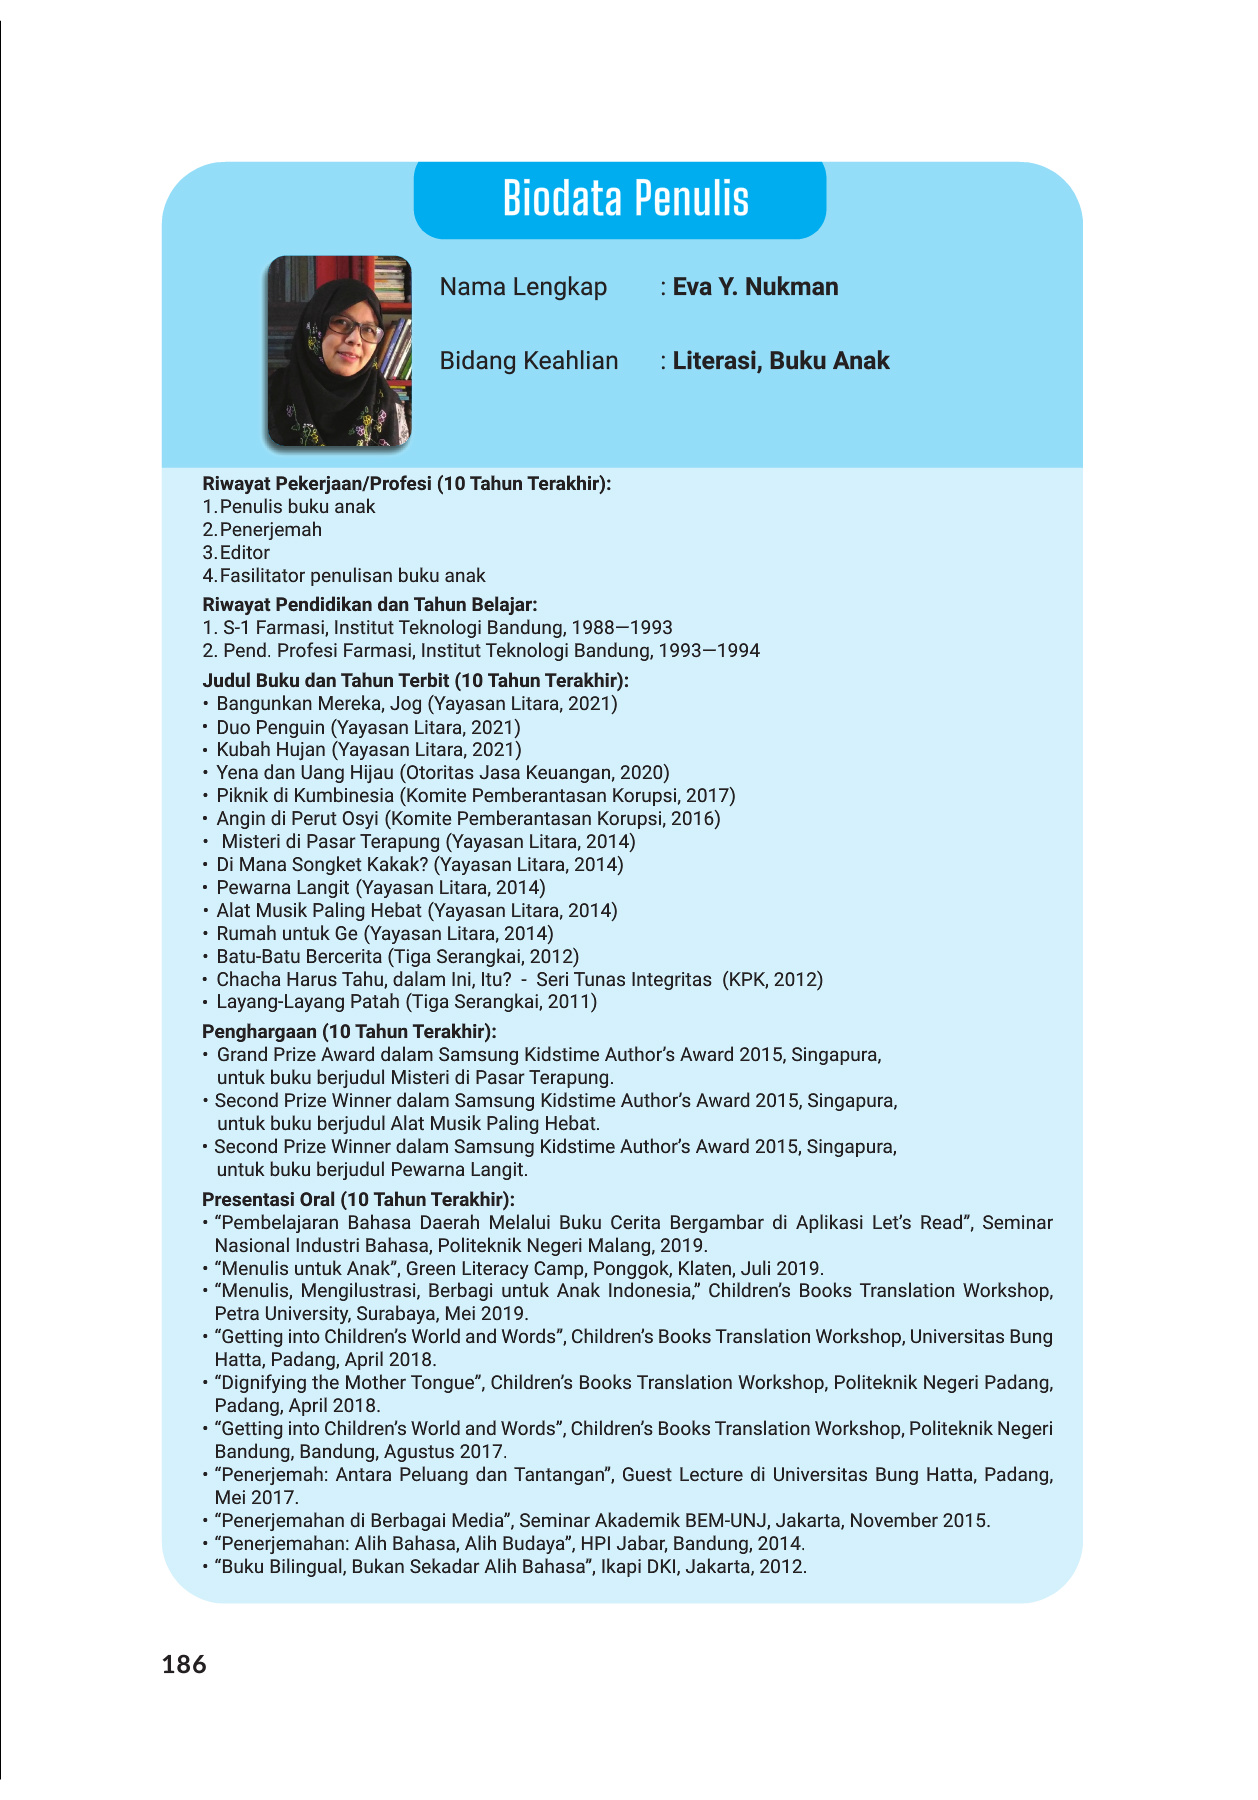 Biodata Penulis
Nama Lengkap : Eva Y. Nukman
Bidang Keahlian : Literasi, Buku Anak
Riwayat Pekerjaan/Profesi (10 Tahun Terakhir):
1. Penulis buku anak
2. Penerjemah
3. Editor
4. Fasilitator penulisan buku anak
Riwayat Pendidikan dan Tahun Belajar:
1. S-1 Farmasi, Institut Teknologi Bandung, 1988—1993
2. Pend. Profesi Farmasi, Institut Teknologi Bandung, 1993—1994
Judul Buku dan Tahun Terbit (10 Tahun Terakhir):
• Bangunkan Mereka, Jog (Yayasan Litara, 2021)
• Duo Penguin (Yayasan Litara, 2021)
• Kubah Hujan (Yayasan Litara, 2021)
• Yena dan Uang Hijau (Otoritas Jasa Keuangan, 2020)
• Piknik di Kumbinesia (Komite Pemberantasan Korupsi, 2017)
• Angin di Perut Osyi (Komite Pemberantasan Korupsi, 2016)
• Misteri di Pasar Terapung (Yayasan Litara, 2014)
• Di Mana Songket Kakak? (Yayasan Litara, 2014)
• Pewarna Langit (Yayasan Litara, 2014)
• Alat Musik Paling Hebat (Yayasan Litara, 2014)
• Rumah untuk Ge (Yayasan Litara, 2014)
• Batu-Batu Bercerita (Tiga Serangkai, 2012)
• Chacha Harus Tahu, dalam Ini, Itu? - Seri Tunas Integritas (KPK, 2012)
• Layang-Layang Patah (Tiga Serangkai, 2011)
Penghargaan (10 Tahun Terakhir):
• Grand Prize Award dalam Samsung Kidstime Author’s Award 2015, Singapura,
untuk buku berjudul Misteri di Pasar Terapung.
• Second Prize Winner dalam Samsung Kidstime Author’s Award 2015, Singapura,
untuk buku berjudul Alat Musik Paling Hebat.
• Second Prize Winner dalam Samsung Kidstime Author’s Award 2015, Singapura,
untuk buku berjudul Pewarna Langit.
Presentasi Oral (10 Tahun Terakhir):
• “Pembelajaran Bahasa Daerah Melalui Buku Cerita Bergambar di Aplikasi Let’s Read”, Seminar
Nasional Industri Bahasa, Politeknik Negeri Malang, 2019.
• “Menulis untuk Anak”, Green Literacy Camp, Ponggok, Klaten, Juli 2019.
• “Menulis, Mengilustrasi, Berbagi untuk Anak Indonesia,” Children’s Books Translation Workshop,
Petra University, Surabaya, Mei 2019.
• “Getting into Children’s World and Words”, Children’s Books Translation Workshop, Universitas Bung
Hatta, Padang, April 2018.
• “Dignifying the Mother Tongue”, Children’s Books Translation Workshop, Politeknik Negeri Padang,
Padang, April 2018.
• “Getting into Children’s World and Words”, Children’s Books Translation Workshop, Politeknik Negeri
Bandung, Bandung, Agustus 2017.
• “Penerjemah: Antara Peluang dan Tantangan”, Guest Lecture di Universitas Bung Hatta, Padang,
Mei 2017.
• “Penerjemahan di Berbagai Media”, Seminar Akademik BEM-UNJ, Jakarta, November 2015.
• “Penerjemahan: Alih Bahasa, Alih Budaya”, HPI Jabar, Bandung, 2014.
• “Buku Bilingual, Bukan Sekadar Alih Bahasa”, Ikapi DKI, Jakarta, 2012.
186